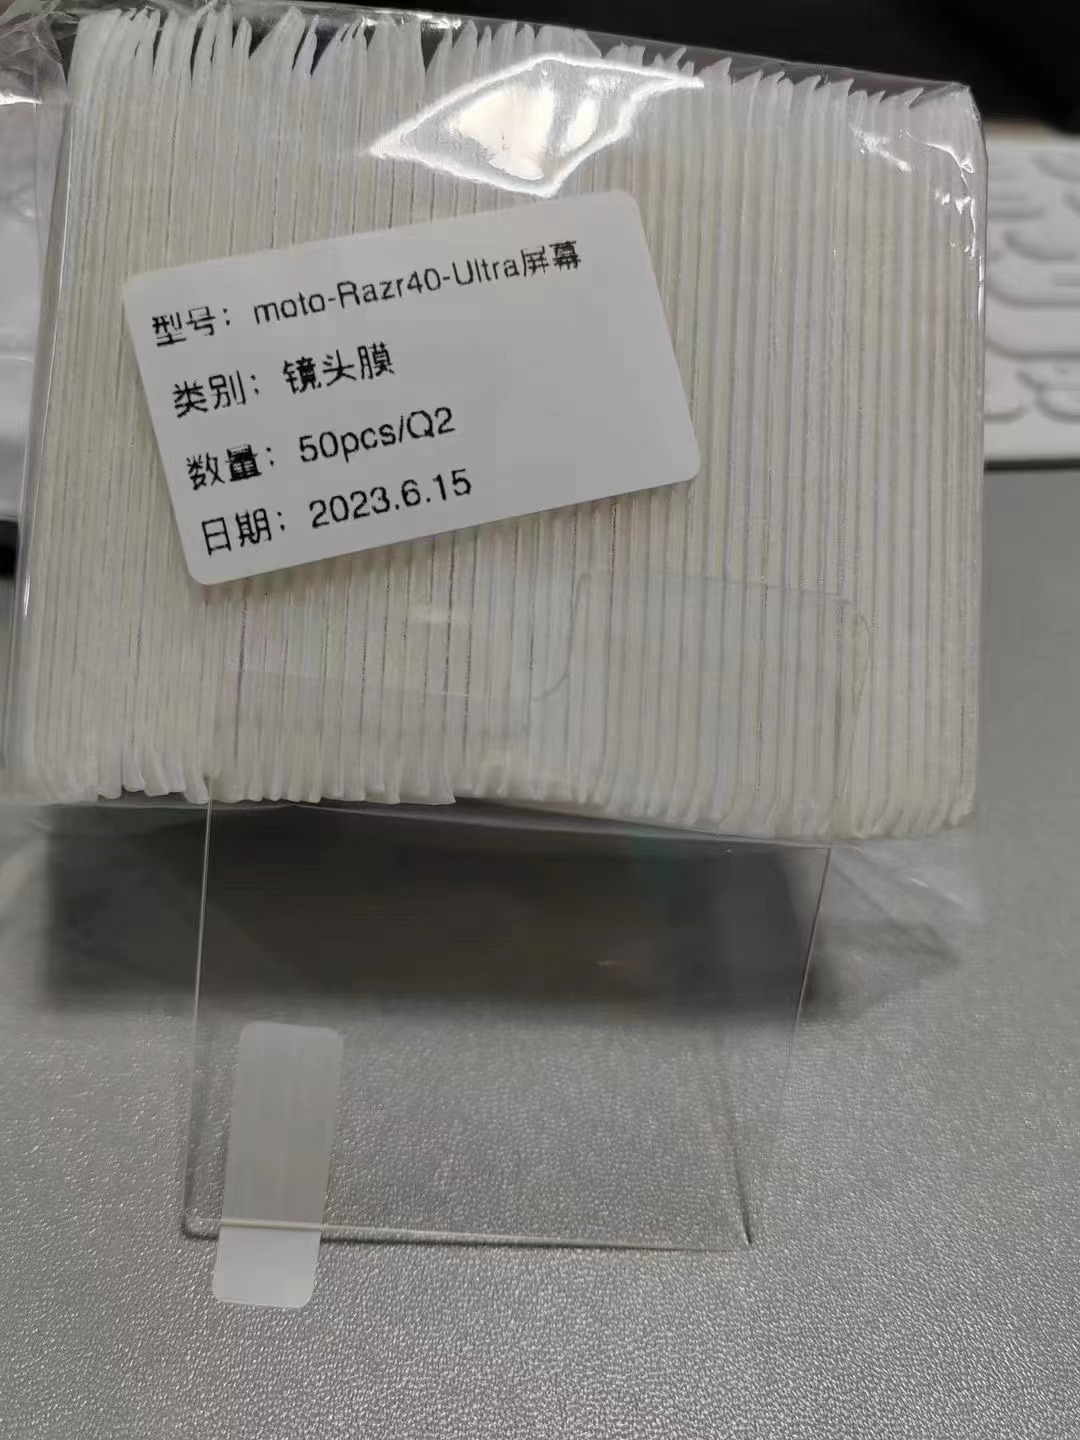 型号：moto-Razr40-Ultra屏幕
类别：镜头膜
数量：50pcs/Q2
日期：2023.6.15